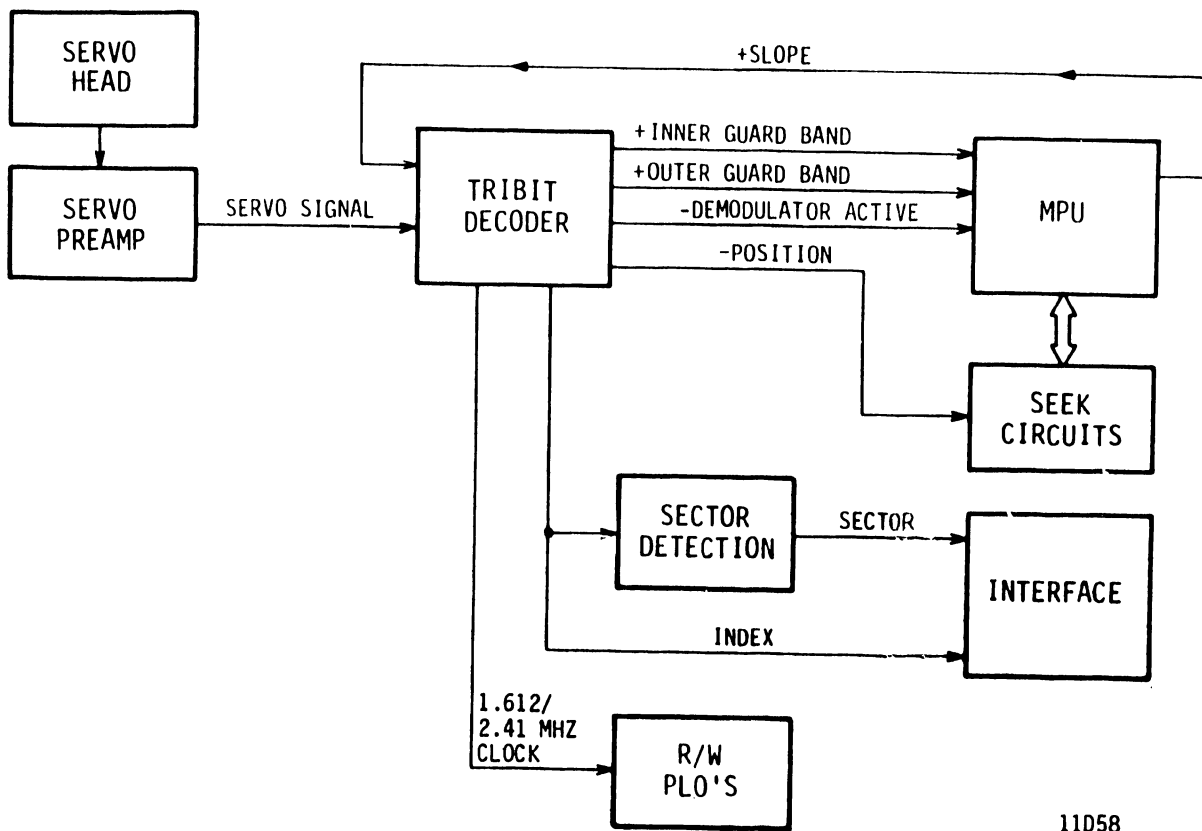 SERVO
HEAD
+SLOPE
SERVO
PREAMP
SERVO SIGNAL
TRIBIT
DECODER
+INNER GUARD BAND
+OUTER GUARD BAND
-DEMODULATOR ACTIVE
-POSITION
MPU
SEEK
CIRCUITS
SECTOR
DETECTION
SECTOR
INTERFACE
INDEX
1.612/
2.41 MHZ
CLOCK
R/W
PLO'S
11D58